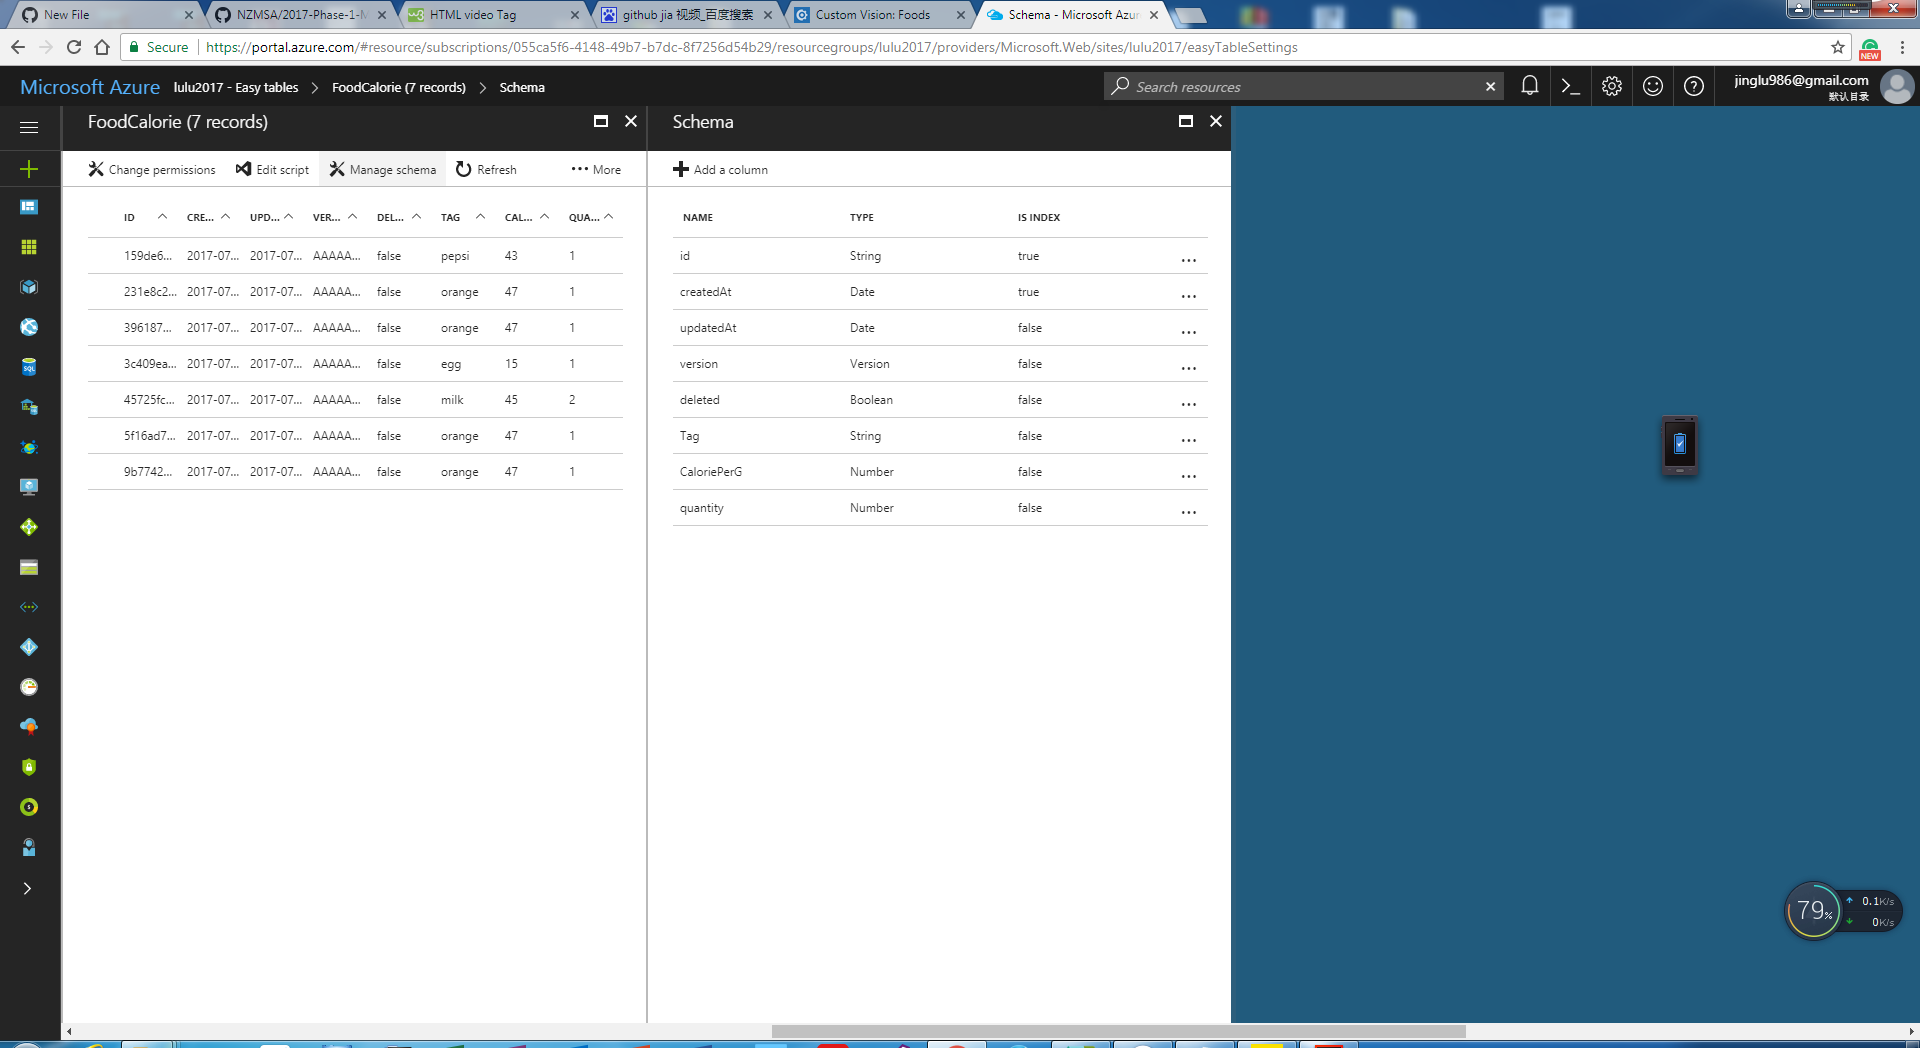 New File
NZMSA/2017-Phase-1-M
HTML video Tag
github jia 视频_百度搜索
Custom Vision: Foods
Schema - Microsoft Azur
Secure
https://portal.azure.com/#resource/subscriptions/055ca5f6-4148-49b7-b7dc-8f7256d54b29/resourcegroups/lulu2017/providers/Microsoft.Web/sites/lulu2017/easyTableSettings
NEW
Microsoft Azure lulu2017 - Easy tables > FoodCalorie (7 records) > Schema
Search resources
jinglu986@gmail.com
默认目录
FoodCalorie (7 records)
Change permissions Edit script Manage schema Refresh ... More
ID CRE... UPD... VER... DEL... TAG CAL... QUA...
159de6... 2017-07... 2017-07... AAAAA... false pepsi 43 1
231e8c2... 2017-07... 2017-07... AAAAA... false orange 47 1
396187... 2017-07... 2017-07... AAAAA... false orange 47 1
3c409ea... 2017-07... 2017-07... AAAAA... false egg 15 1
45725fc... 2017-07... 2017-07... AAAAA... false milk 45 2
5f16ad7... 2017-07... 2017-07... AAAAA... false orange 47 1
9b7742... 2017-07... 2017-07... AAAAA... false orange 47 1
Schema
Add a column
NAME TYPE IS INDEX
id String true ...
createdAt Date true ...
updatedAt Date false ...
version Version false ...
deleted Boolean false ...
Tag String false ...
CaloriePerG Number false ...
quantity Number false ...
SQL
79%
0.1K/s
0K/s